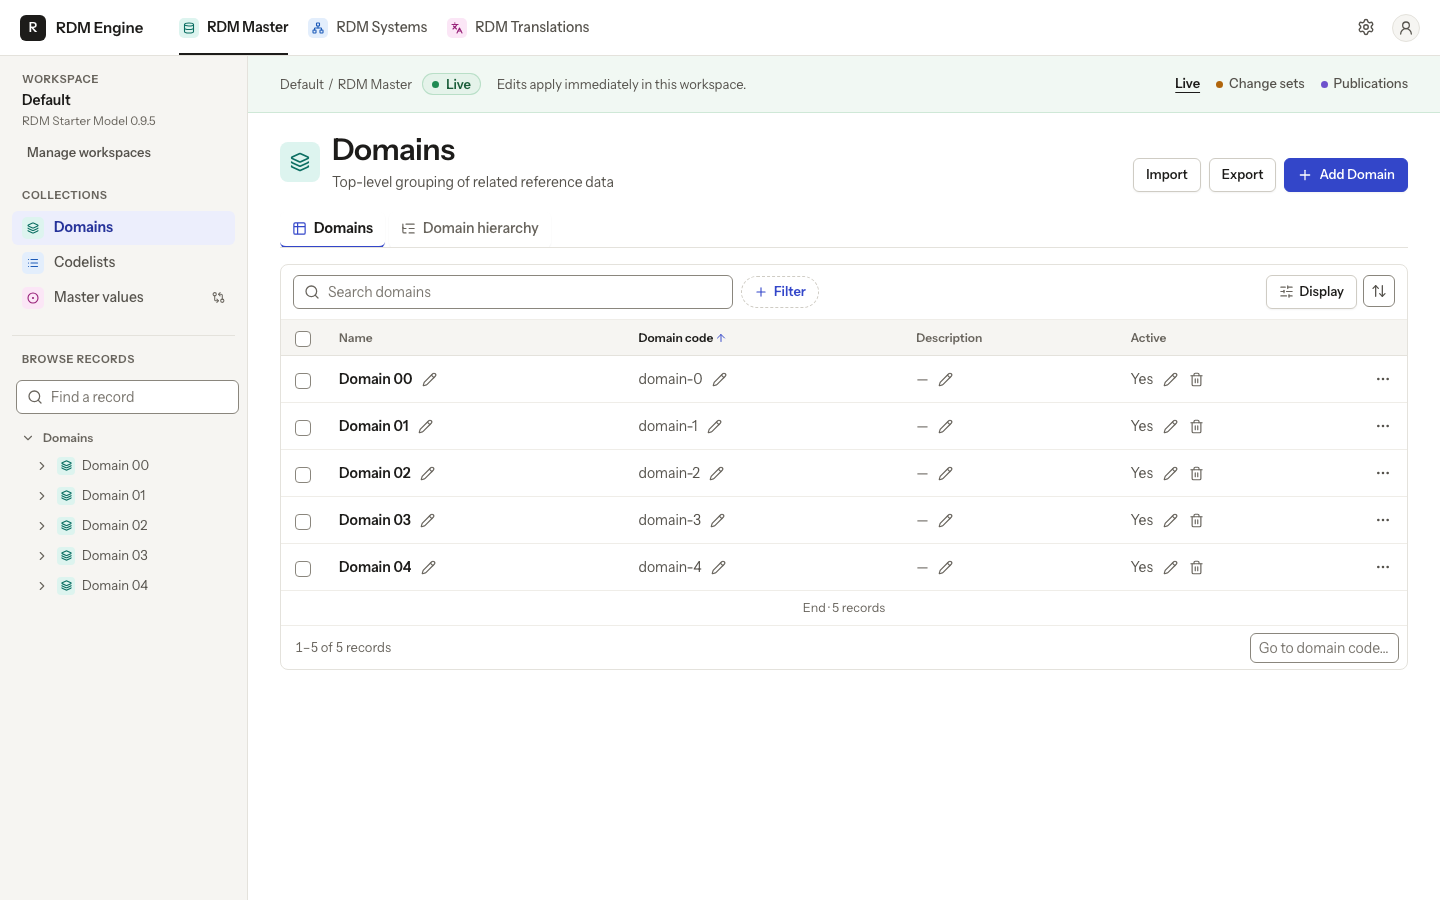 R RDM Engine RDM Master RDM Systems RDM Translations
WORKSPACE
Default
RDM Starter Model 0.9.5
Manage workspaces
COLLECTIONS
Domains
Codelists
Master values
BROWSE RECORDS
Find a record
Domains
Domain 00
Domain 01
Domain 02
Domain 03
Domain 04
Default / RDM Master Live Edits apply immediately in this workspace. Live Change sets Publications
Domains
Top-level grouping of related reference data
Import Export Add Domain
Domains Domain hierarchy
Search domains Filter Display
Name Domain code Description Active
Domain 00 domain-0 — Yes
Domain 01 domain-1 — Yes
Domain 02 domain-2 — Yes
Domain 03 domain-3 — Yes
Domain 04 domain-4 — Yes
End · 5 records
1–5 of 5 records Go to domain code...